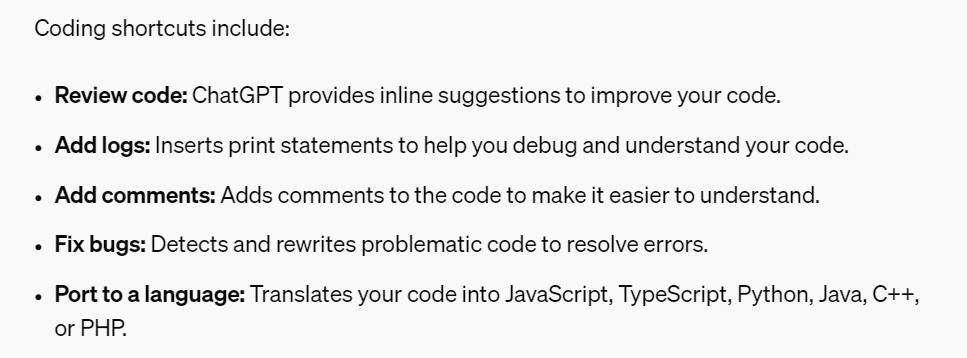 Coding shortcuts include:
• Review code: ChatGPT provides inline suggestions to improve your code.
• Add logs: Inserts print statements to help you debug and understand your code.
• Add comments: Adds comments to the code to make it easier to understand.
• Fix bugs: Detects and rewrites problematic code to resolve errors.
• Port to a language: Translates your code into JavaScript, TypeScript, Python, Java, C++,
or PHP.